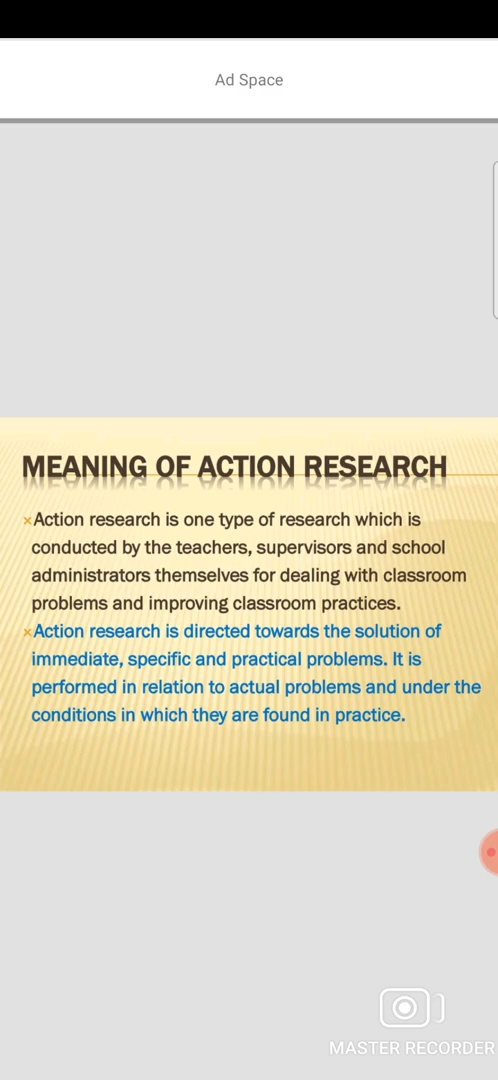 Ad Space
MEANING OF ACTION RESEARCH
×Action research is one type of research which is
conducted by the teachers, supervisors and school
administrators themselves for dealing with classroom
problems and improving classroom practices.
×Action research is directed towards the solution of
immediate, specific and practical problems. It is
performed in relation to actual problems and under the
conditions in which they are found in practice.
MASTER RECORDER